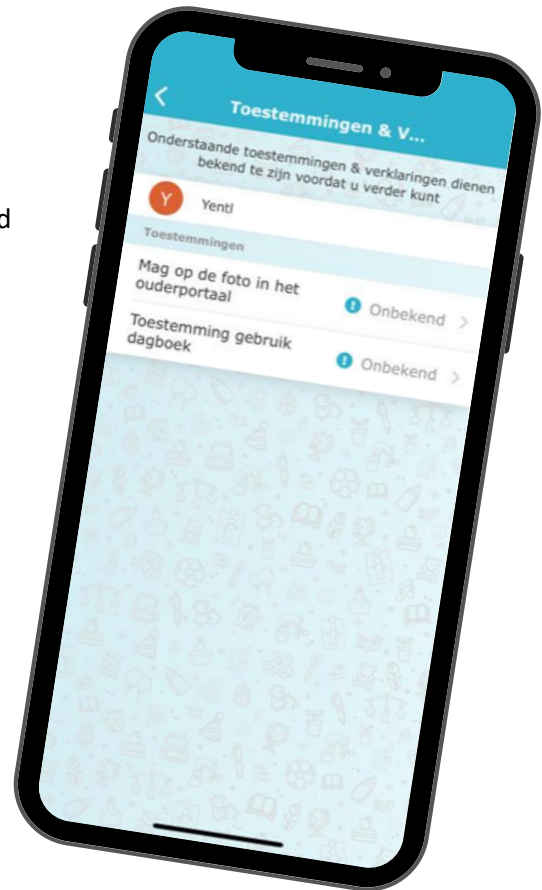 Toestemmingen & V...
Onderstaande toestemmingen & verklaringen dienen
bekend te zijn voordat u verder kunt
d
Y Yentl
Toestemmingen
Mag op de foto in het
ouderportaal
Onbekend
Toestemming gebruik
dagboek
Onbekend